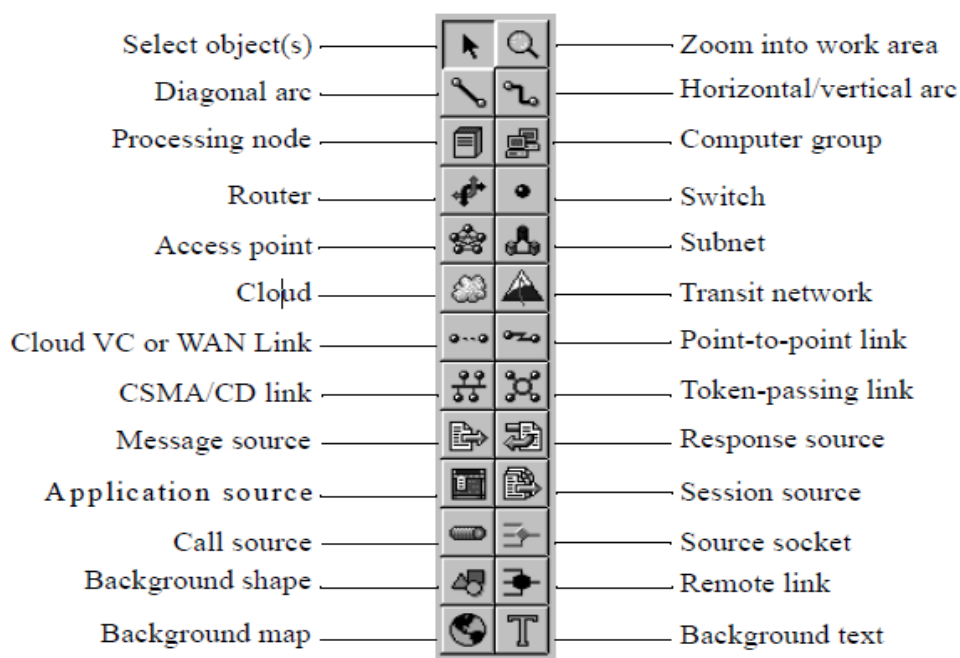 Select object(s)
Zoom into work area
Diagonal arc
Horizontal/vertical arc
Processing node
Computer group
Router
Switch
Access point
Subnet
Cloud
Transit network
Cloud VC or WAN Link
Point-to-point link
CSMA/CD link
Token-passing link
Message source
Response source
Application source
Session source
Call source
Source socket
Background shape
Remote link
Background map
T
Background text